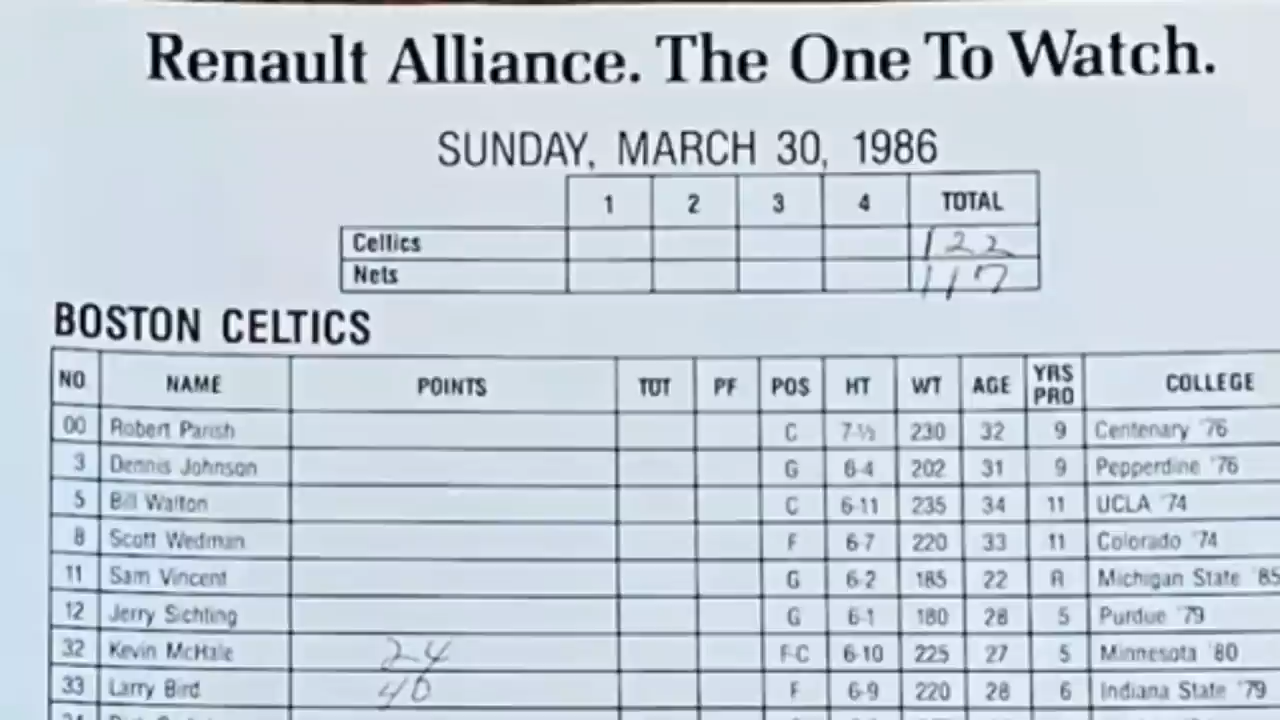 Renault Alliance. The One To Watch.
SUNDAY, MARCH 30, 1986
1 2 3 4 TOTAL
Celtics 122
Nets 117
BOSTON CELTICS
NO NAME POINTS TOT PF POS HT WT AGE YRS PRO COLLEGE
00 Robert Parish C 7-½ 230 32 9 Centenary '76
3 Dennis Johnson G 6-4 202 31 9 Pepperdine '76
5 Bill Walton C 6-11 235 34 11 UCLA '74
8 Scott Wedman F 6-7 220 33 11 Colorado '74
11 Sam Vincent G 6-2 185 22 R Michigan State '85
12 Jerry Sichting G 6-1 180 28 5 Purdue '79
32 Kevin McHale 24 F-C 6-10 225 27 5 Minnesota '80
33 Larry Bird 40 F 6-9 220 28 6 Indiana State '79